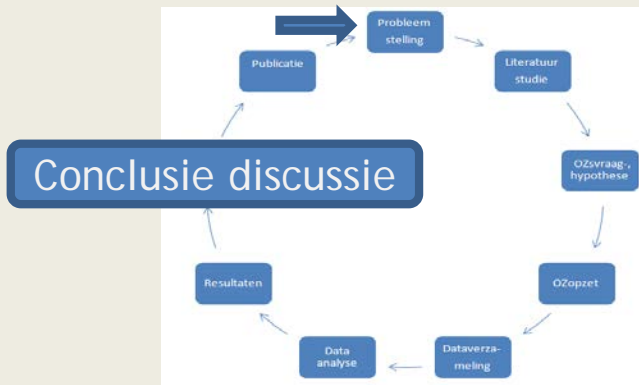 Probleem
stelling
Literatuur
studie
OZsvraag-,
hypothese
OZopzet
Dataverza-
meling
Data
analyse
Resultaten
Conclusie discussie
Publicatie